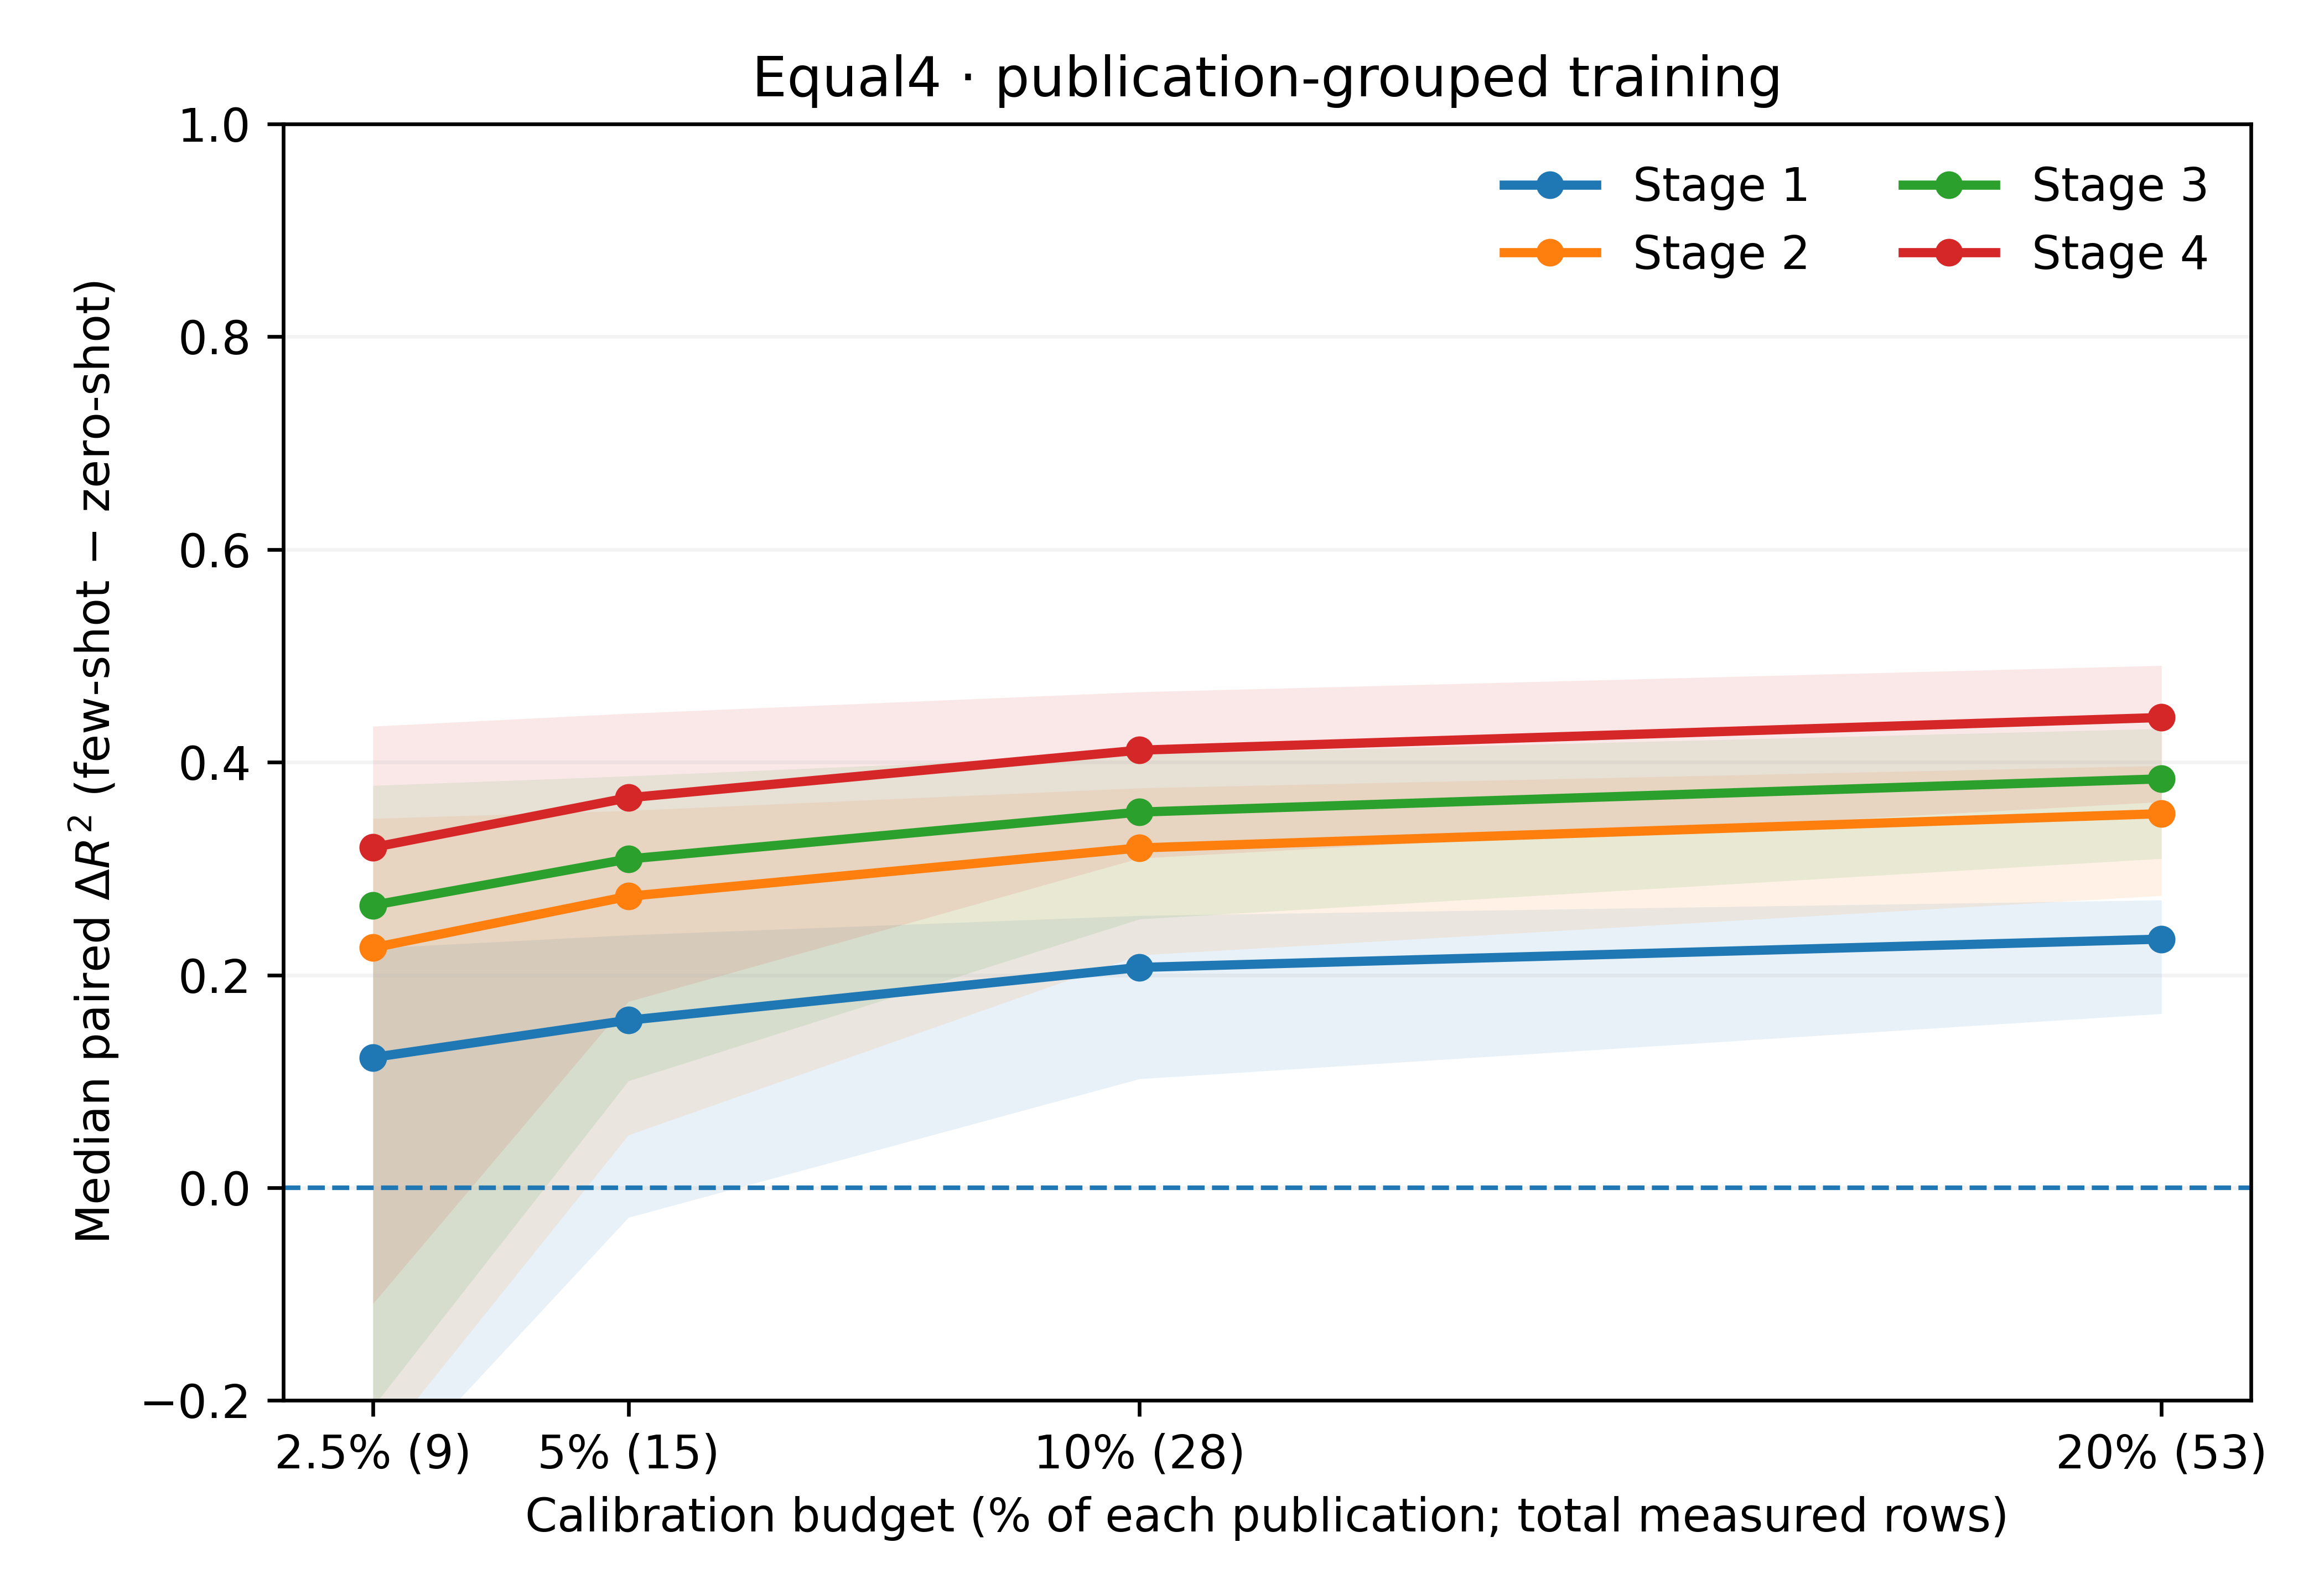 Equal4 · publication-grouped training
Median paired ΔR² (few-shot − zero-shot)
1.0
0.8
0.6
0.4
0.2
0.0
−0.2
Stage 1
Stage 2
Stage 3
Stage 4
2.5% (9)
5% (15)
10% (28)
20% (53)
Calibration budget (% of each publication; total measured rows)